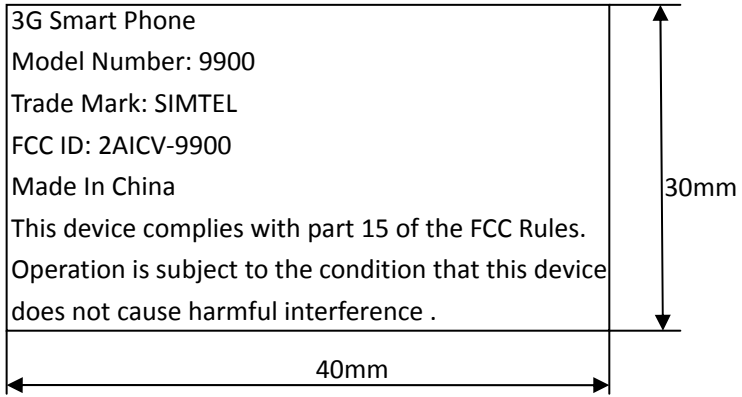 3G Smart Phone
Model Number: 9900
Trade Mark: SIMTEL
FCC ID: 2AICV-9900
Made In China
This device complies with part 15 of the FCC Rules.
Operation is subject to the condition that this device
does not cause harmful interference .
30mm
40mm